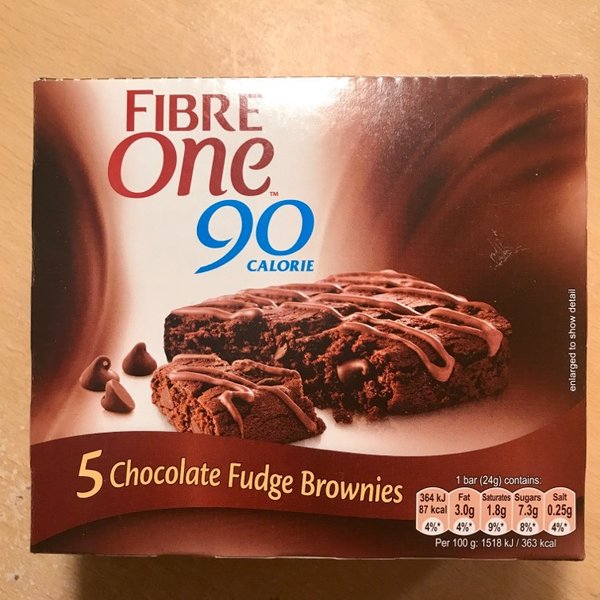 FIBRE
One™
90
CALORIE
enlarged to show detail
5 Chocolate Fudge Brownies
1 bar (24g) contains:
364 kJ Fat Saturates Sugars Salt
87 kcal 3.0g 1.8g 7.3g 0.25g
4%* 4%* 9%* 8%* 4%*
Per 100 g: 1518 kJ / 363 kcal